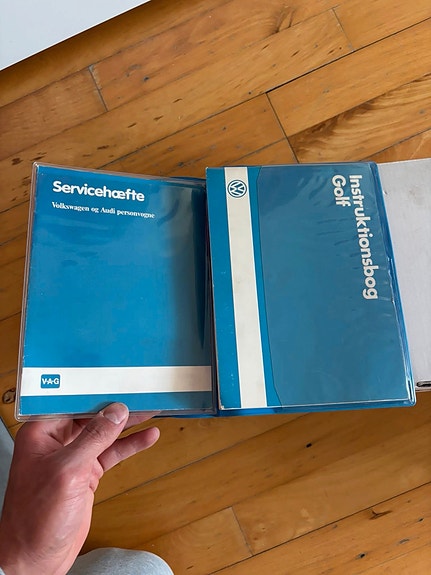 Servicehæfte
Volkswagen og Audi personvogne
V·A·G
Instruktionsbog
Golf